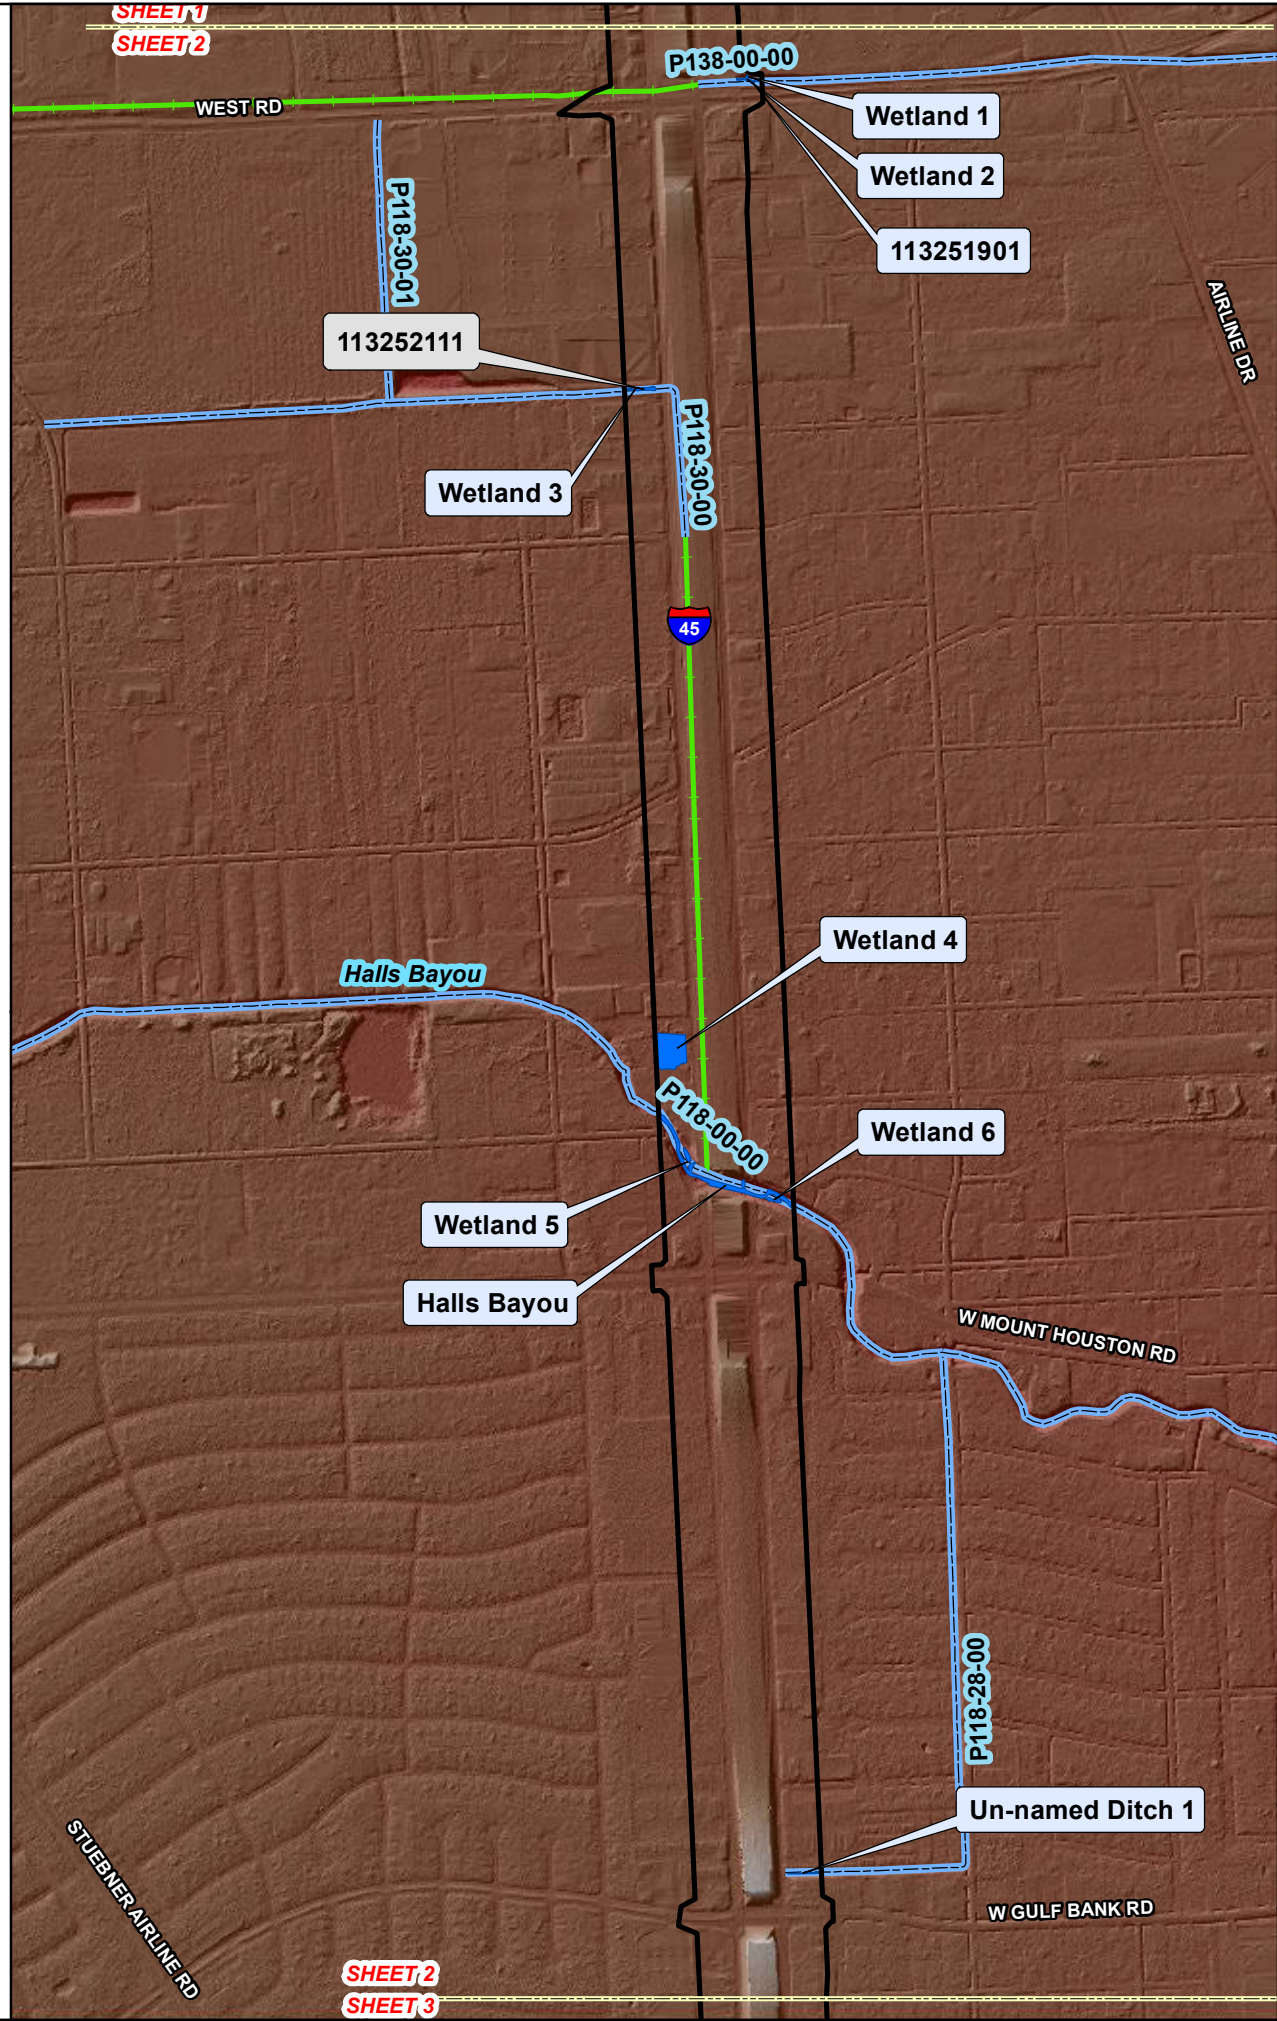 SHEET 1
SHEET 2
P138-00-00
WEST RD
Wetland 1
Wetland 2
P118-30-01
113251901
AIRLINE DR
113252111
P118-30-00
Wetland 3
45
Wetland 4
Halls Bayou
P118-00-00
Wetland 6
Wetland 5
Halls Bayou
W MOUNT HOUSTON RD
P118-28-00
Un-named Ditch 1
STUEBNER AIRLINE RD
W GULF BANK RD
SHEET 2
SHEET 3